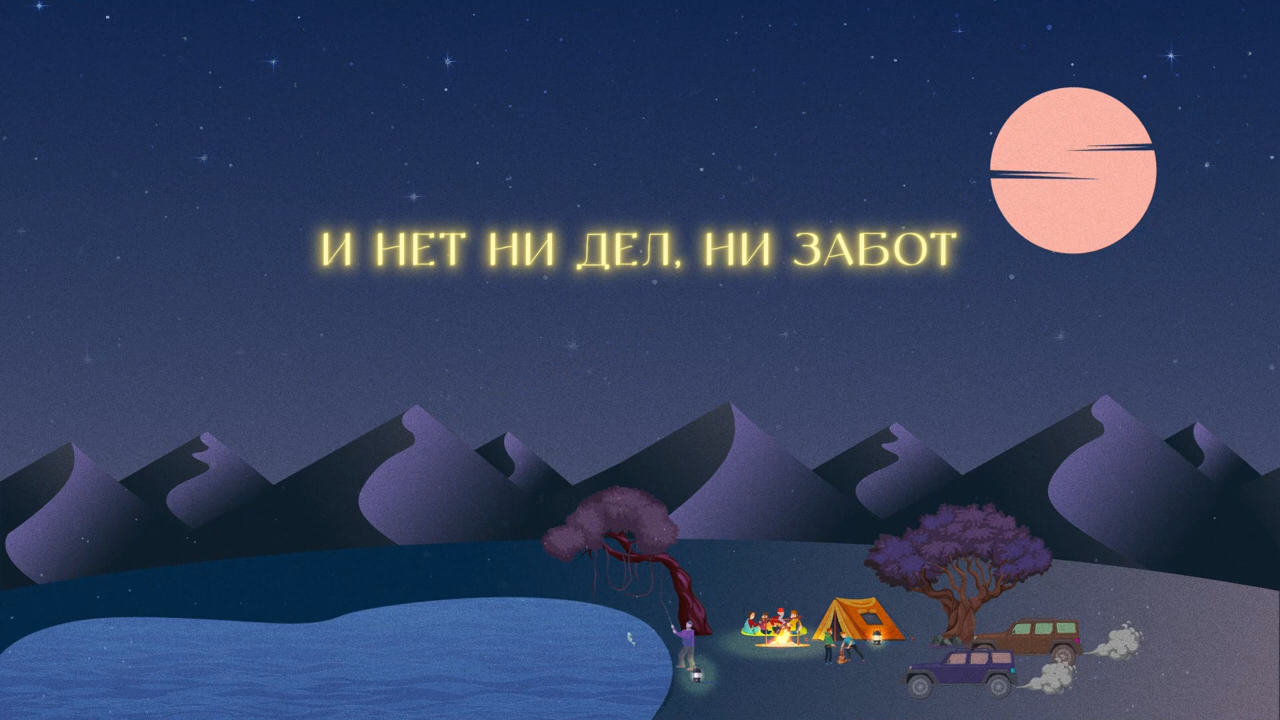 И НЕТ НИ ДЕЛ, НИ ЗАБОТ